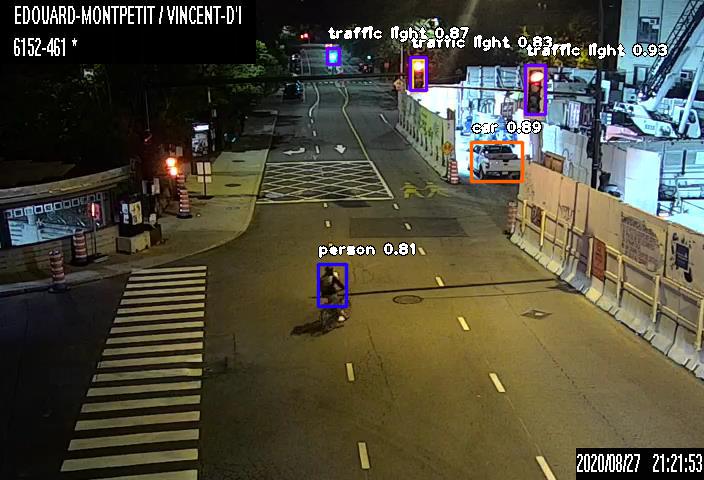 EDOUARD-MONTPETIT / VINCENT-D'I
6152-461 *
traffic light 0.87
traffic light 0.83
traffic light 0.93
car 0.89
person 0.81
2020/08/27 21:21:53